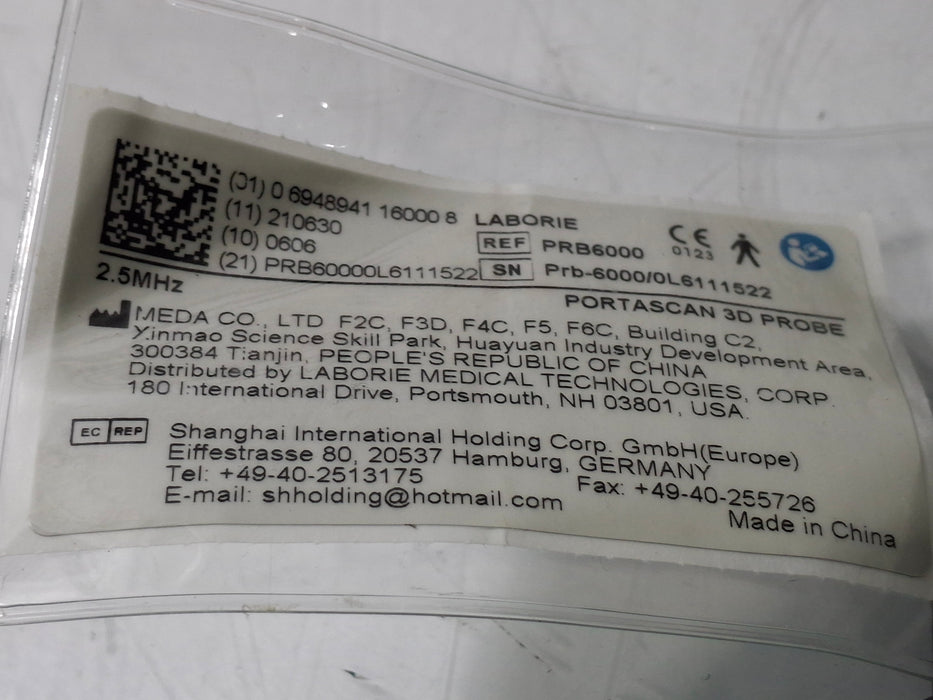 (01) 0 6948941 16000 8
(11) 210630
(10) 0606
(21) PRB60000L6111522
LABORIE
REF PRB6000
SN Prb-6000/0L6111522
CE 0123
2.5MHz
PORTASCAN 3D PROBE
MEDA CO., LTD F2C, F3D, F4C, F5, F6C, Building C2,
Xinmao Science Skill Park, Huayuan Industry Development Area,
300384 Tianjin, PEOPLE'S REPUBLIC OF CHINA
Distributed by LABORIE MEDICAL TECHNOLOGIES, CORP.
180 International Drive, Portsmouth, NH 03801, USA.
EC REP
Shanghai International Holding Corp. GmbH(Europe)
Eiffestrasse 80, 20537 Hamburg, GERMANY
Tel: +49-40-2513175 Fax: +49-40-255726
E-mail: shholding@hotmail.com
Made in China